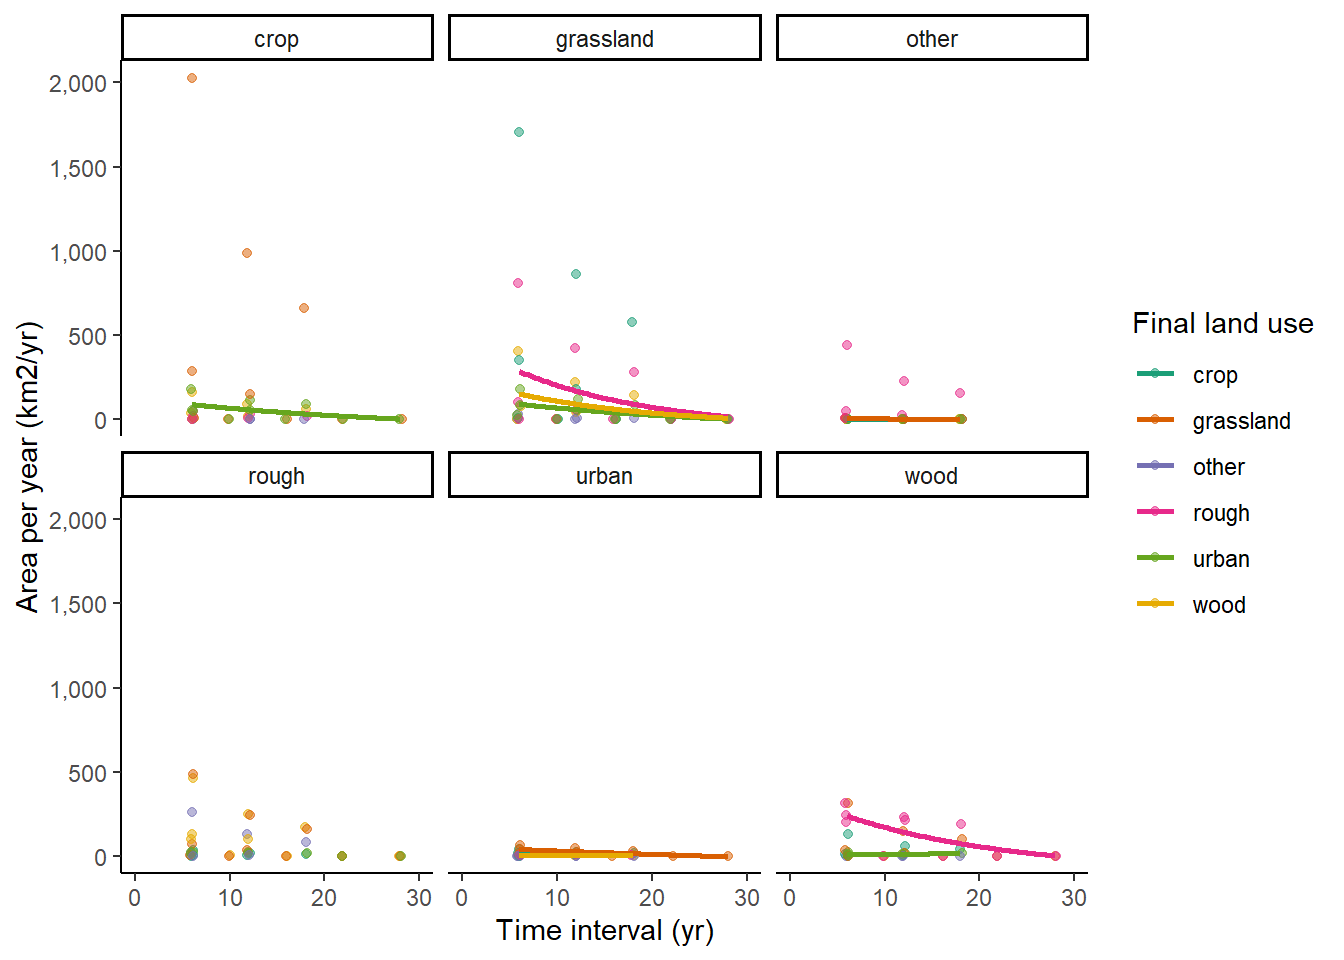 crop grassland other
2,000
1,500
1,000
500
0
rough urban wood
2,000
1,500
1,000
500
0
0 10 20 30 0 10 20 30 0 10 20 30
Time interval (yr)
Area per year (km2/yr)
Final land use
crop
grassland
other
rough
urban
wood